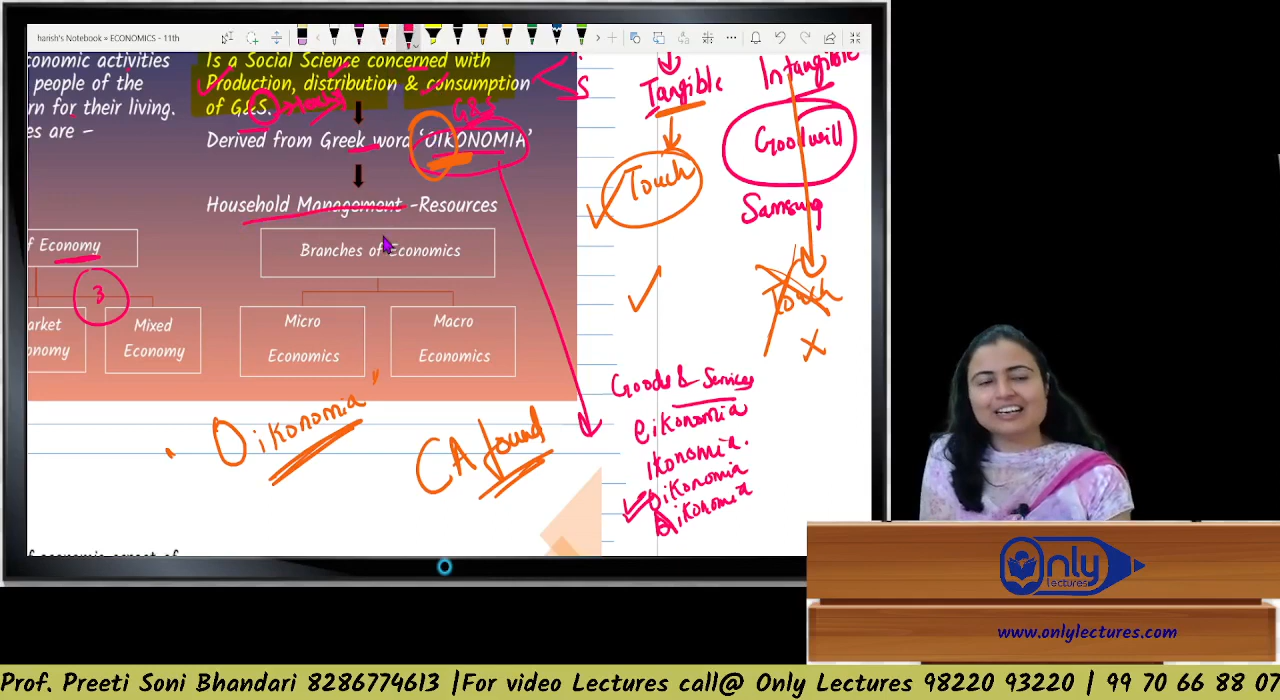 harish's Notebook » ECONOMICS - 11th
conomic activities
people of the
rn for their living.
es are –
Is a Social Science concerned with
Production, distribution & consumption
of G&S.
G&S
Derived from Greek word 'OIKONOMIA'
Household Management -Resources
f Economy
3
arket
onomy
Mixed
Economy
Branches of Economics
Micro
Economics
Macro
Economics
S
Tangible
Touch
Intangible
Goodwill
Samsung
Touch
Oikonomia
CA found
Goods & Services
eikonomia
Ikonomia.
Oikonomia
Aikonomia
Only
lectures
www.onlylectures.com
Prof. Preeti Soni Bhandari 8286774613 |For video Lectures call@ Only Lectures 98220 93220 | 99 70 66 88 07